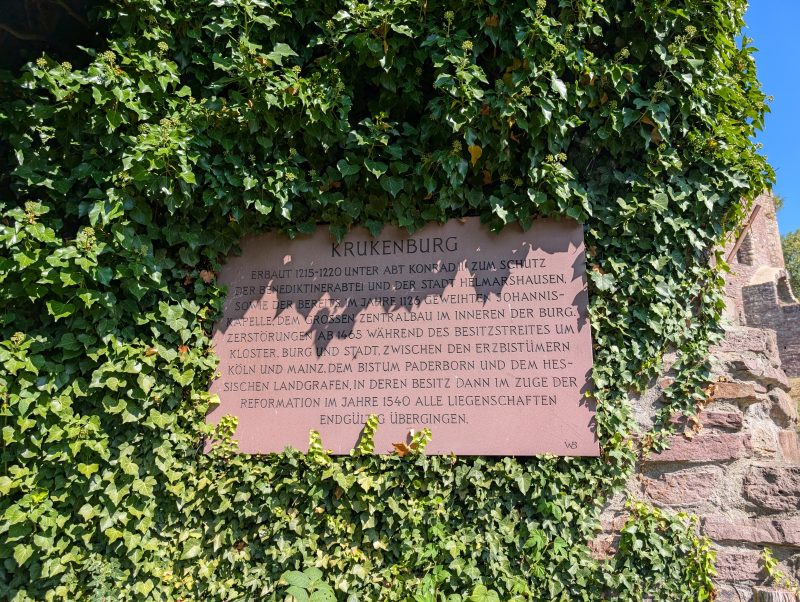 KRUKENBURG
ERBAUT 1215-1220 UNTER ABT KONRAD II. ZUM SCHUTZ
DER BENEDIKTINERABTEI UND DER STADT HELMARSHAUSEN,
SOWIE DER BEREITS IM JAHRE 1126 GEWEIHTEN JOHANNIS-
KAPELLE, DEM GROSSEN ZENTRALBAU IM INNEREN DER BURG.
ZERSTÖRUNGEN AB 1465 WÄHREND DES BESITZSTREITES UM
KLOSTER, BURG UND STADT, ZWISCHEN DEN ERZBISTÜMERN
KÖLN UND MAINZ, DEM BISTUM PADERBORN UND DEM HES-
SISCHEN LANDGRAFEN, IN DEREN BESITZ DANN IM ZUGE DER
REFORMATION IM JAHRE 1540 ALLE LIEGENSCHAFTEN
ENDGÜLTIG ÜBERGINGEN.
WB